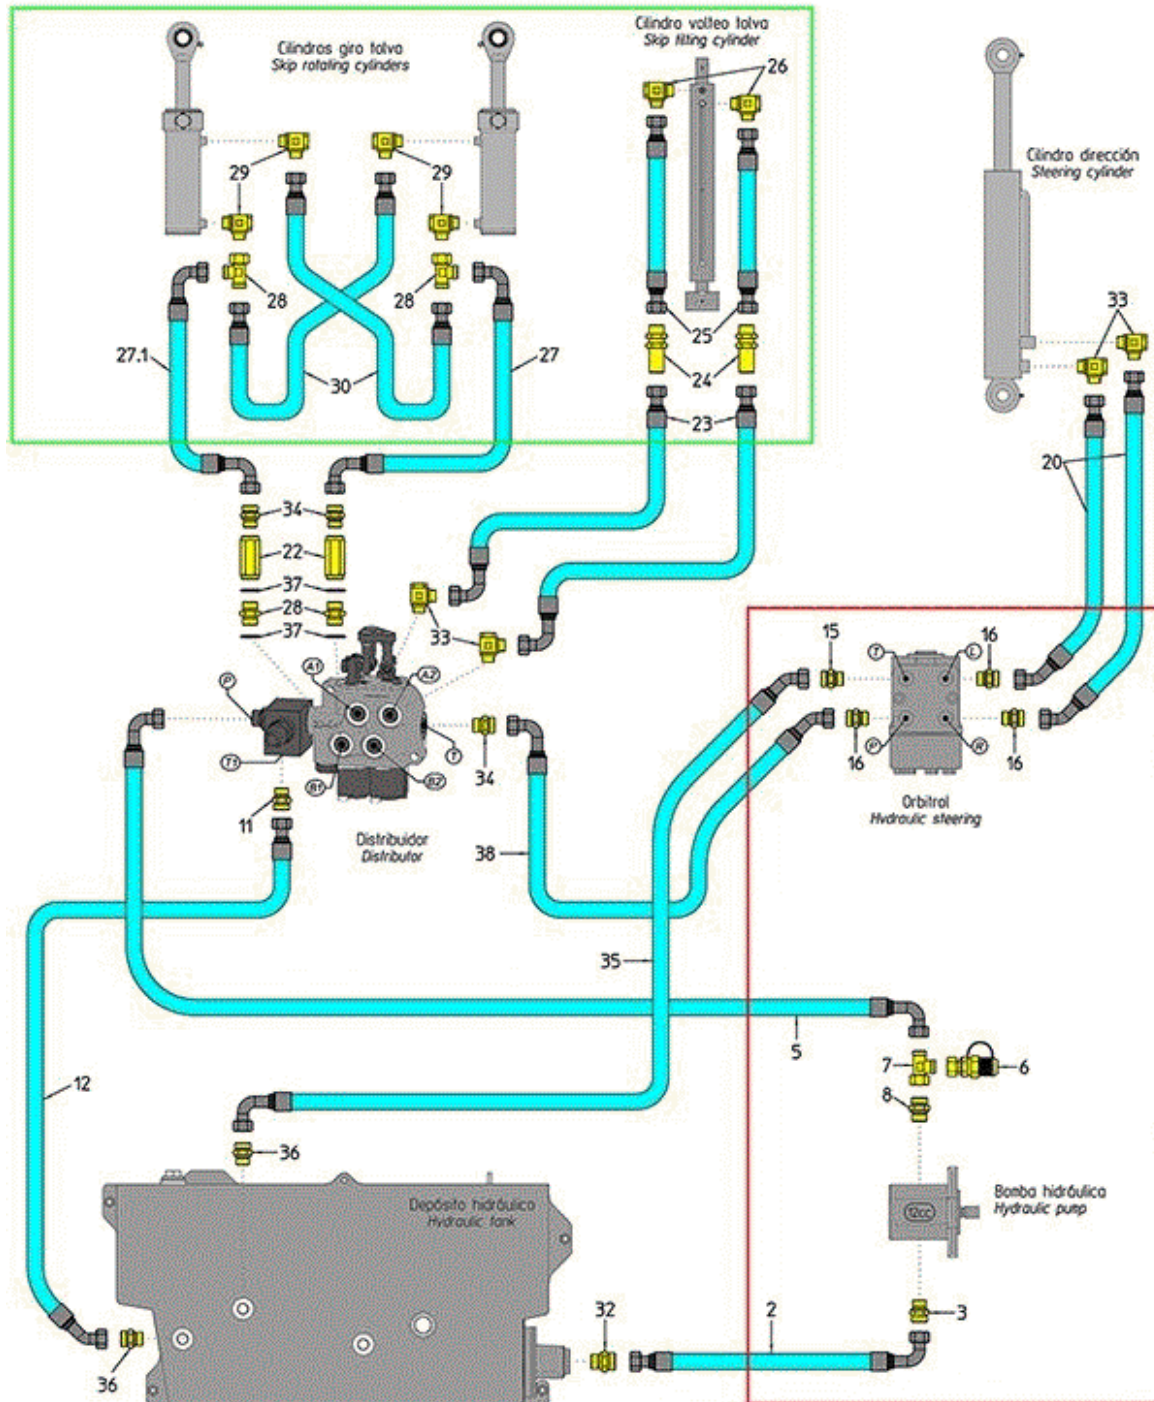 Cilindros giro tolva
Skip rotating cylinders
Cilindro volteo tolva
Skip tilting cylinder
26
Cilindro dirección
Steering cylinder
29
29
28
28
27.1
30
27
25
24
23
33
20
34
22
37
28
37
33
15
16
16
16
A1
A2
P
T1
B1
B2
T
T
L
P
R
11
34
Distribuidor
Distributor
38
Orbitrol
Hydraulic steering
35
5
12
7
6
8
36
Depósito hidráulico
Hydraulic tank
12cc
Bomba hidráulica
Hydraulic pump
32
2
3
36